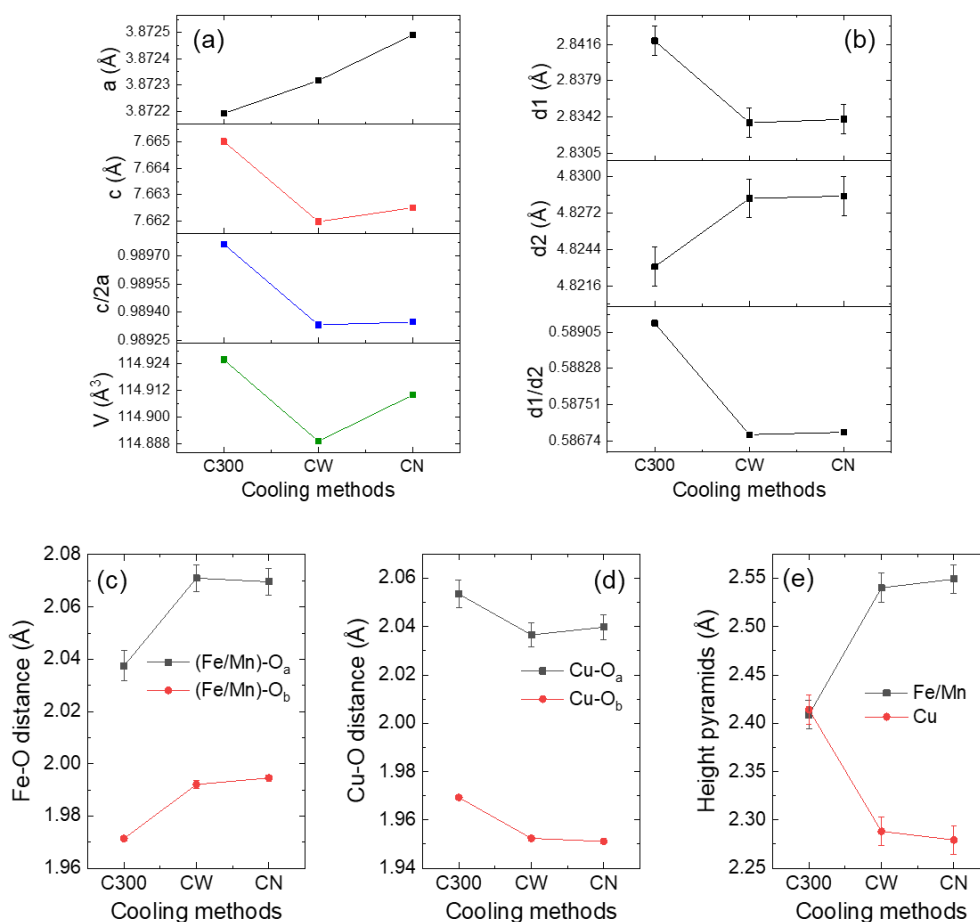 (a)
a (Å)
3.8725
3.8723
3.8722
c (Å)
7.665
7.664
7.663
7.662
c/2a
0.98970
0.98955
0.98940
0.98925
V (Å³)
114.924
114.912
114.900
114.888
C300 CW CN
Cooling methods
(b)
d1 (Å)
2.8416
2.8379
2.8342
2.8305
d2 (Å)
4.8300
4.8272
4.8244
4.8216
d1/d2
0.58905
0.58828
0.58751
0.58674
C300 CW CN
Cooling methods
(c)
Fe-O distance (Å)
2.08
2.06
2.04
2.02
2.00
1.98
1.96
(Fe/Mn)-Oₐ
(Fe/Mn)-O_b
C300 CW CN
Cooling methods
(d)
Cu-O distance (Å)
2.06
2.04
2.02
2.00
1.98
1.96
1.94
Cu-Oₐ
Cu-O_b
C300 CW CN
Cooling methods
(e)
Height pyramids (Å)
2.55
2.50
2.45
2.40
2.35
2.30
2.25
Fe/Mn
Cu
C300 CW CN
Cooling methods